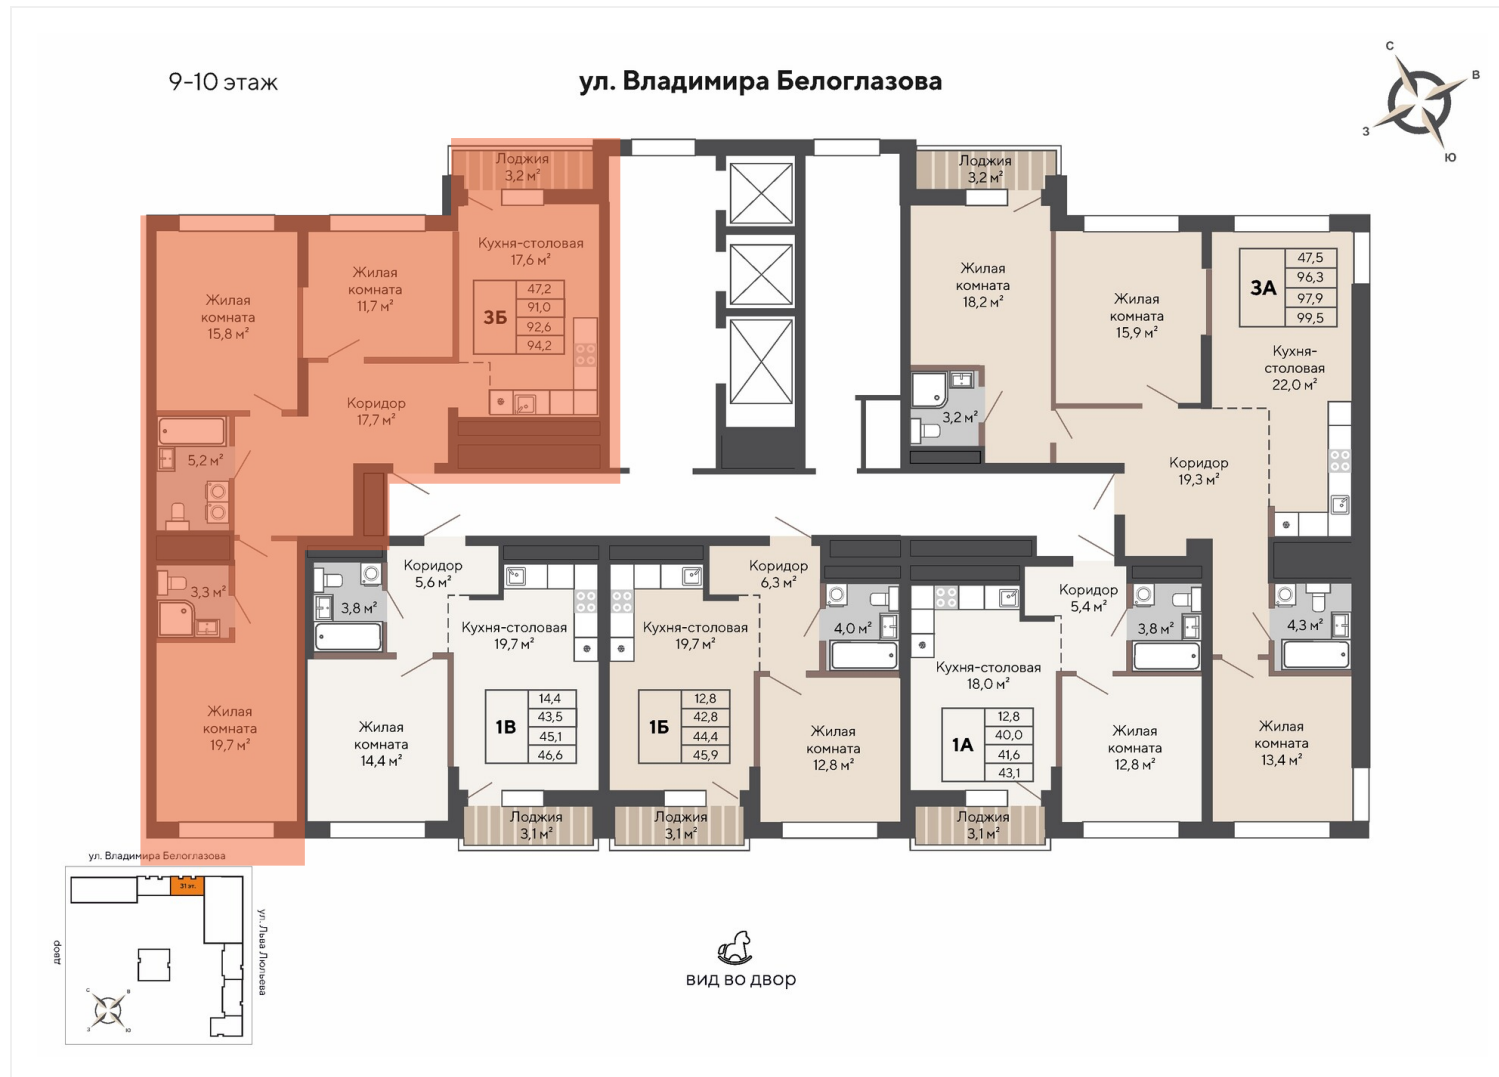 9-10 этаж
ул. Владимира Белоглазова
С
В
З
Ю
Лоджия
3,2 м²
Кухня-столовая
17,6 м²
3Б
47,2
91,0
92,6
94,2
Жилая
комната
11,7 м²
Жилая
комната
15,8 м²
Коридор
17,7 м²
5,2 м²
3,3 м²
Жилая
комната
19,7 м²
Лоджия
3,2 м²
Жилая
комната
18,2 м²
Жилая
комната
15,9 м²
3А
47,5
96,3
97,9
99,5
Кухня-
столовая
22,0 м²
3,2 м²
Коридор
19,3 м²
4,3 м²
Жилая
комната
13,4 м²
Коридор
5,6 м²
3,8 м²
Кухня-столовая
19,7 м²
1В
14,4
43,5
45,1
46,6
Жилая
комната
14,4 м²
Лоджия
3,1 м²
Коридор
6,3 м²
4,0 м²
Кухня-столовая
19,7 м²
1Б
12,8
42,8
44,4
45,9
Жилая
комната
12,8 м²
Лоджия
3,1 м²
Коридор
5,4 м²
3,8 м²
Кухня-столовая
18,0 м²
1А
12,8
40,0
41,6
43,1
Жилая
комната
12,8 м²
Лоджия
3,1 м²
ул. Владимира Белоглазова
31 эт.
двор
ул. Льва Люльева
С
В
З
Ю
вид во двор